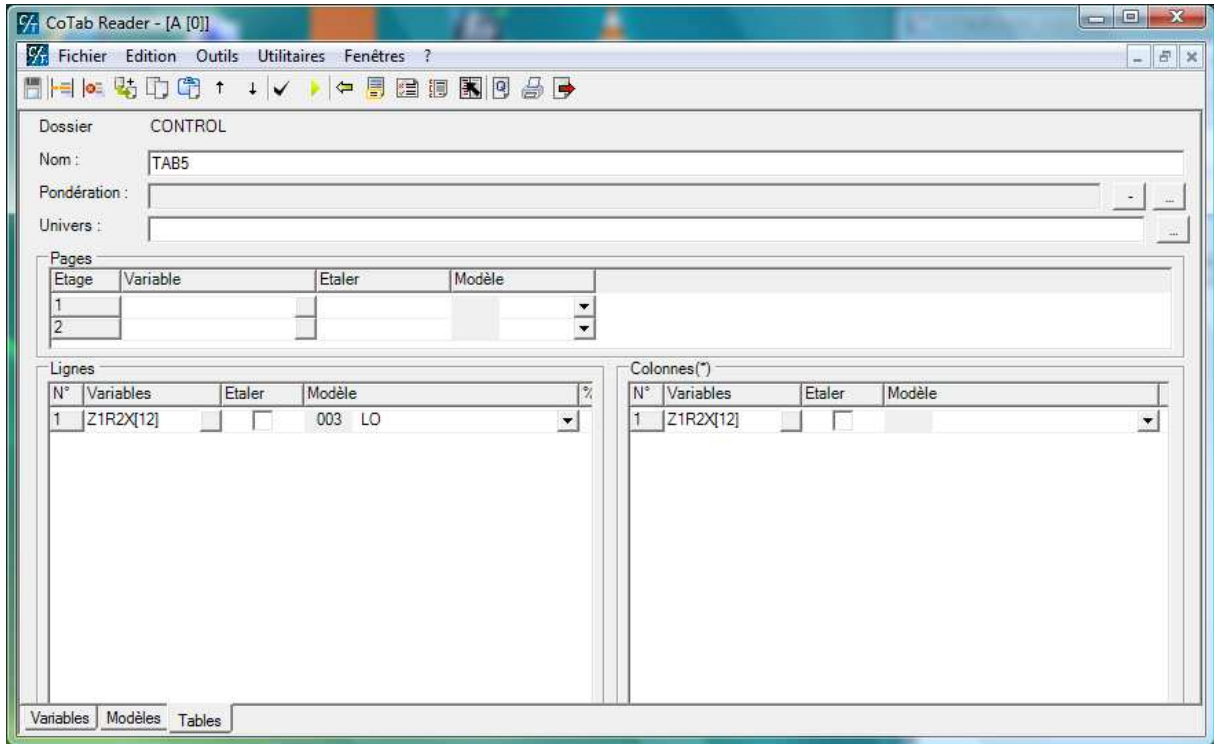 CoTab Reader - [A [0]]
Fichier Edition Outils Utilitaires Fenêtres ?
Dossier CONTROL
Nom : TAB5
Pondération : - ...
Univers : ...
Pages
Etage Variable Etaler Modèle
1
2
Lignes
N° Variables Etaler Modèle %
1 Z1R2X[12] 003 LO
Colonnes(*)
N° Variables Etaler Modèle
1 Z1R2X[12]
Variables Modèles Tables